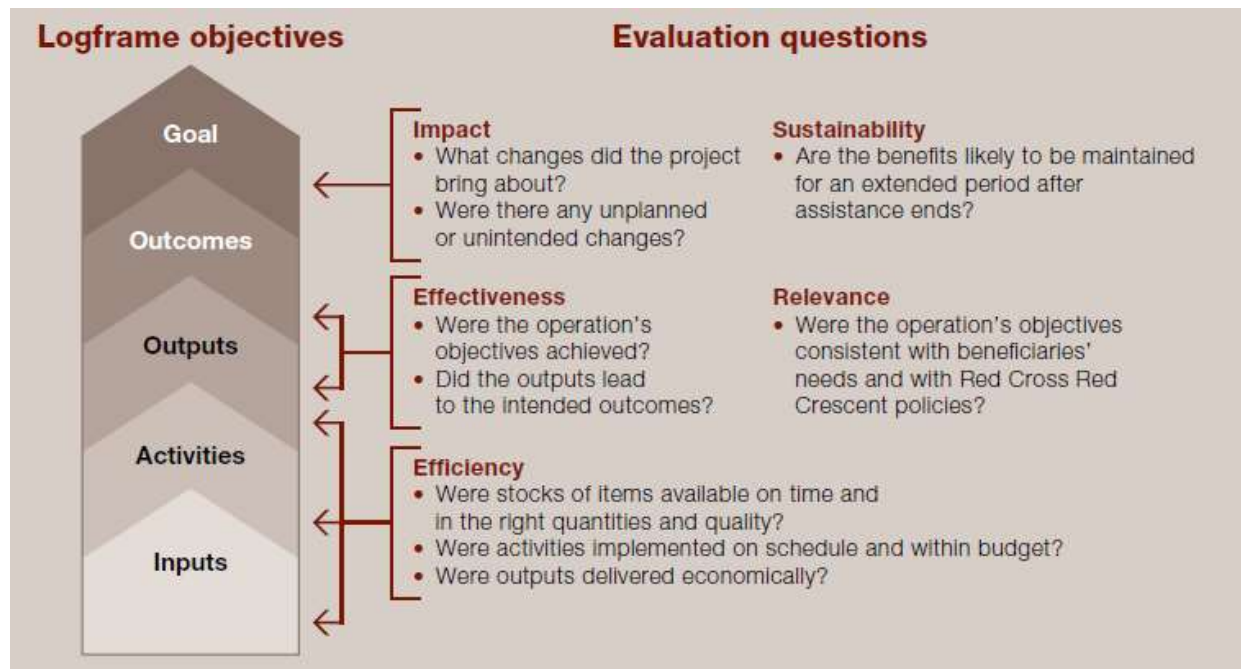 Logframe objectives
Evaluation questions
Goal
Outcomes
Outputs
Activities
Inputs
Impact
• What changes did the project
bring about?
• Were there any unplanned
or unintended changes?
Sustainability
• Are the benefits likely to be maintained
for an extended period after
assistance ends?
Effectiveness
• Were the operation's
objectives achieved?
• Did the outputs lead
to the intended outcomes?
Relevance
• Were the operation's objectives
consistent with beneficiaries'
needs and with Red Cross Red
Crescent policies?
Efficiency
• Were stocks of items available on time and
in the right quantities and quality?
• Were activities implemented on schedule and within budget?
• Were outputs delivered economically?